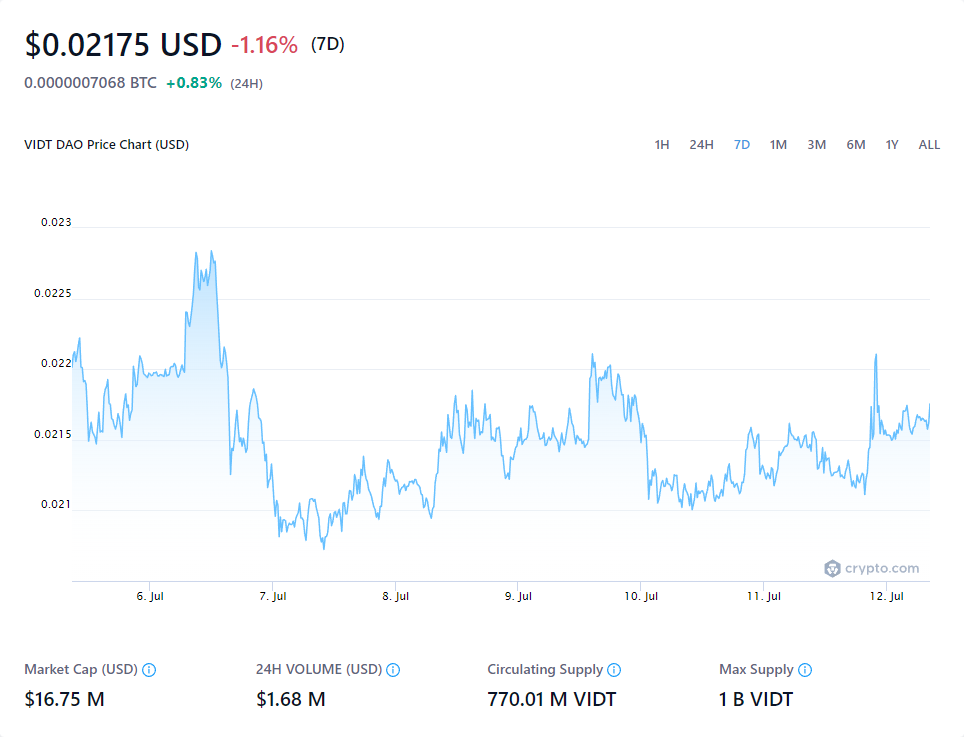 $0.02175 USD -1.16% (7D)
0.0000007068 BTC +0.83% (24H)
VIDT DAO Price Chart (USD) 1H 24H 7D 1M 3M 6M 1Y ALL
0.023
0.0225
0.022
0.0215
0.021
crypto.com
6. Jul 7. Jul 8. Jul 9. Jul 10. Jul 11. Jul 12. Jul
Market Cap (USD) 24H VOLUME (USD) Circulating Supply Max Supply
$16.75 M $1.68 M 770.01 M VIDT 1 B VIDT